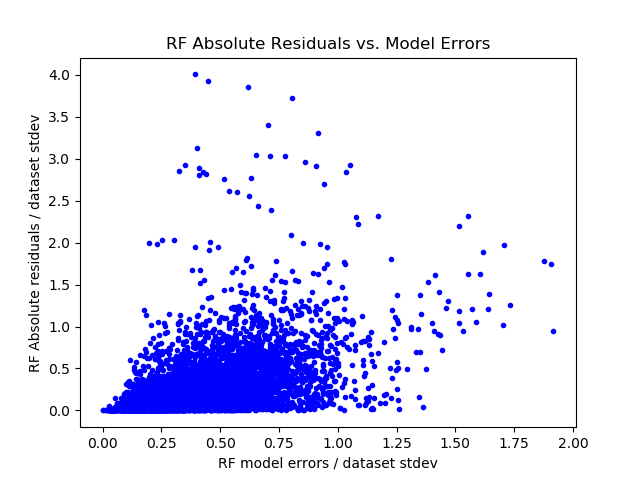 RF Absolute Residuals vs. Model Errors
RF Absolute residuals / dataset stdev
4.0
3.5
3.0
2.5
2.0
1.5
1.0
0.5
0.0
0.00 0.25 0.50 0.75 1.00 1.25 1.50 1.75 2.00
RF model errors / dataset stdev